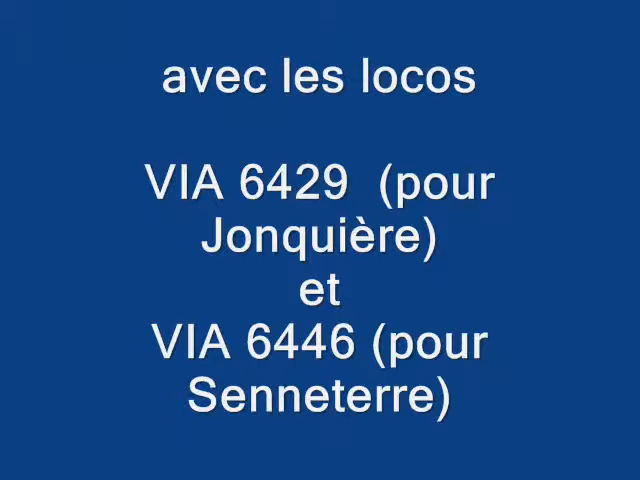 avec les locos
VIA 6429 (pour
Jonquière)
et
VIA 6446 (pour
Senneterre)